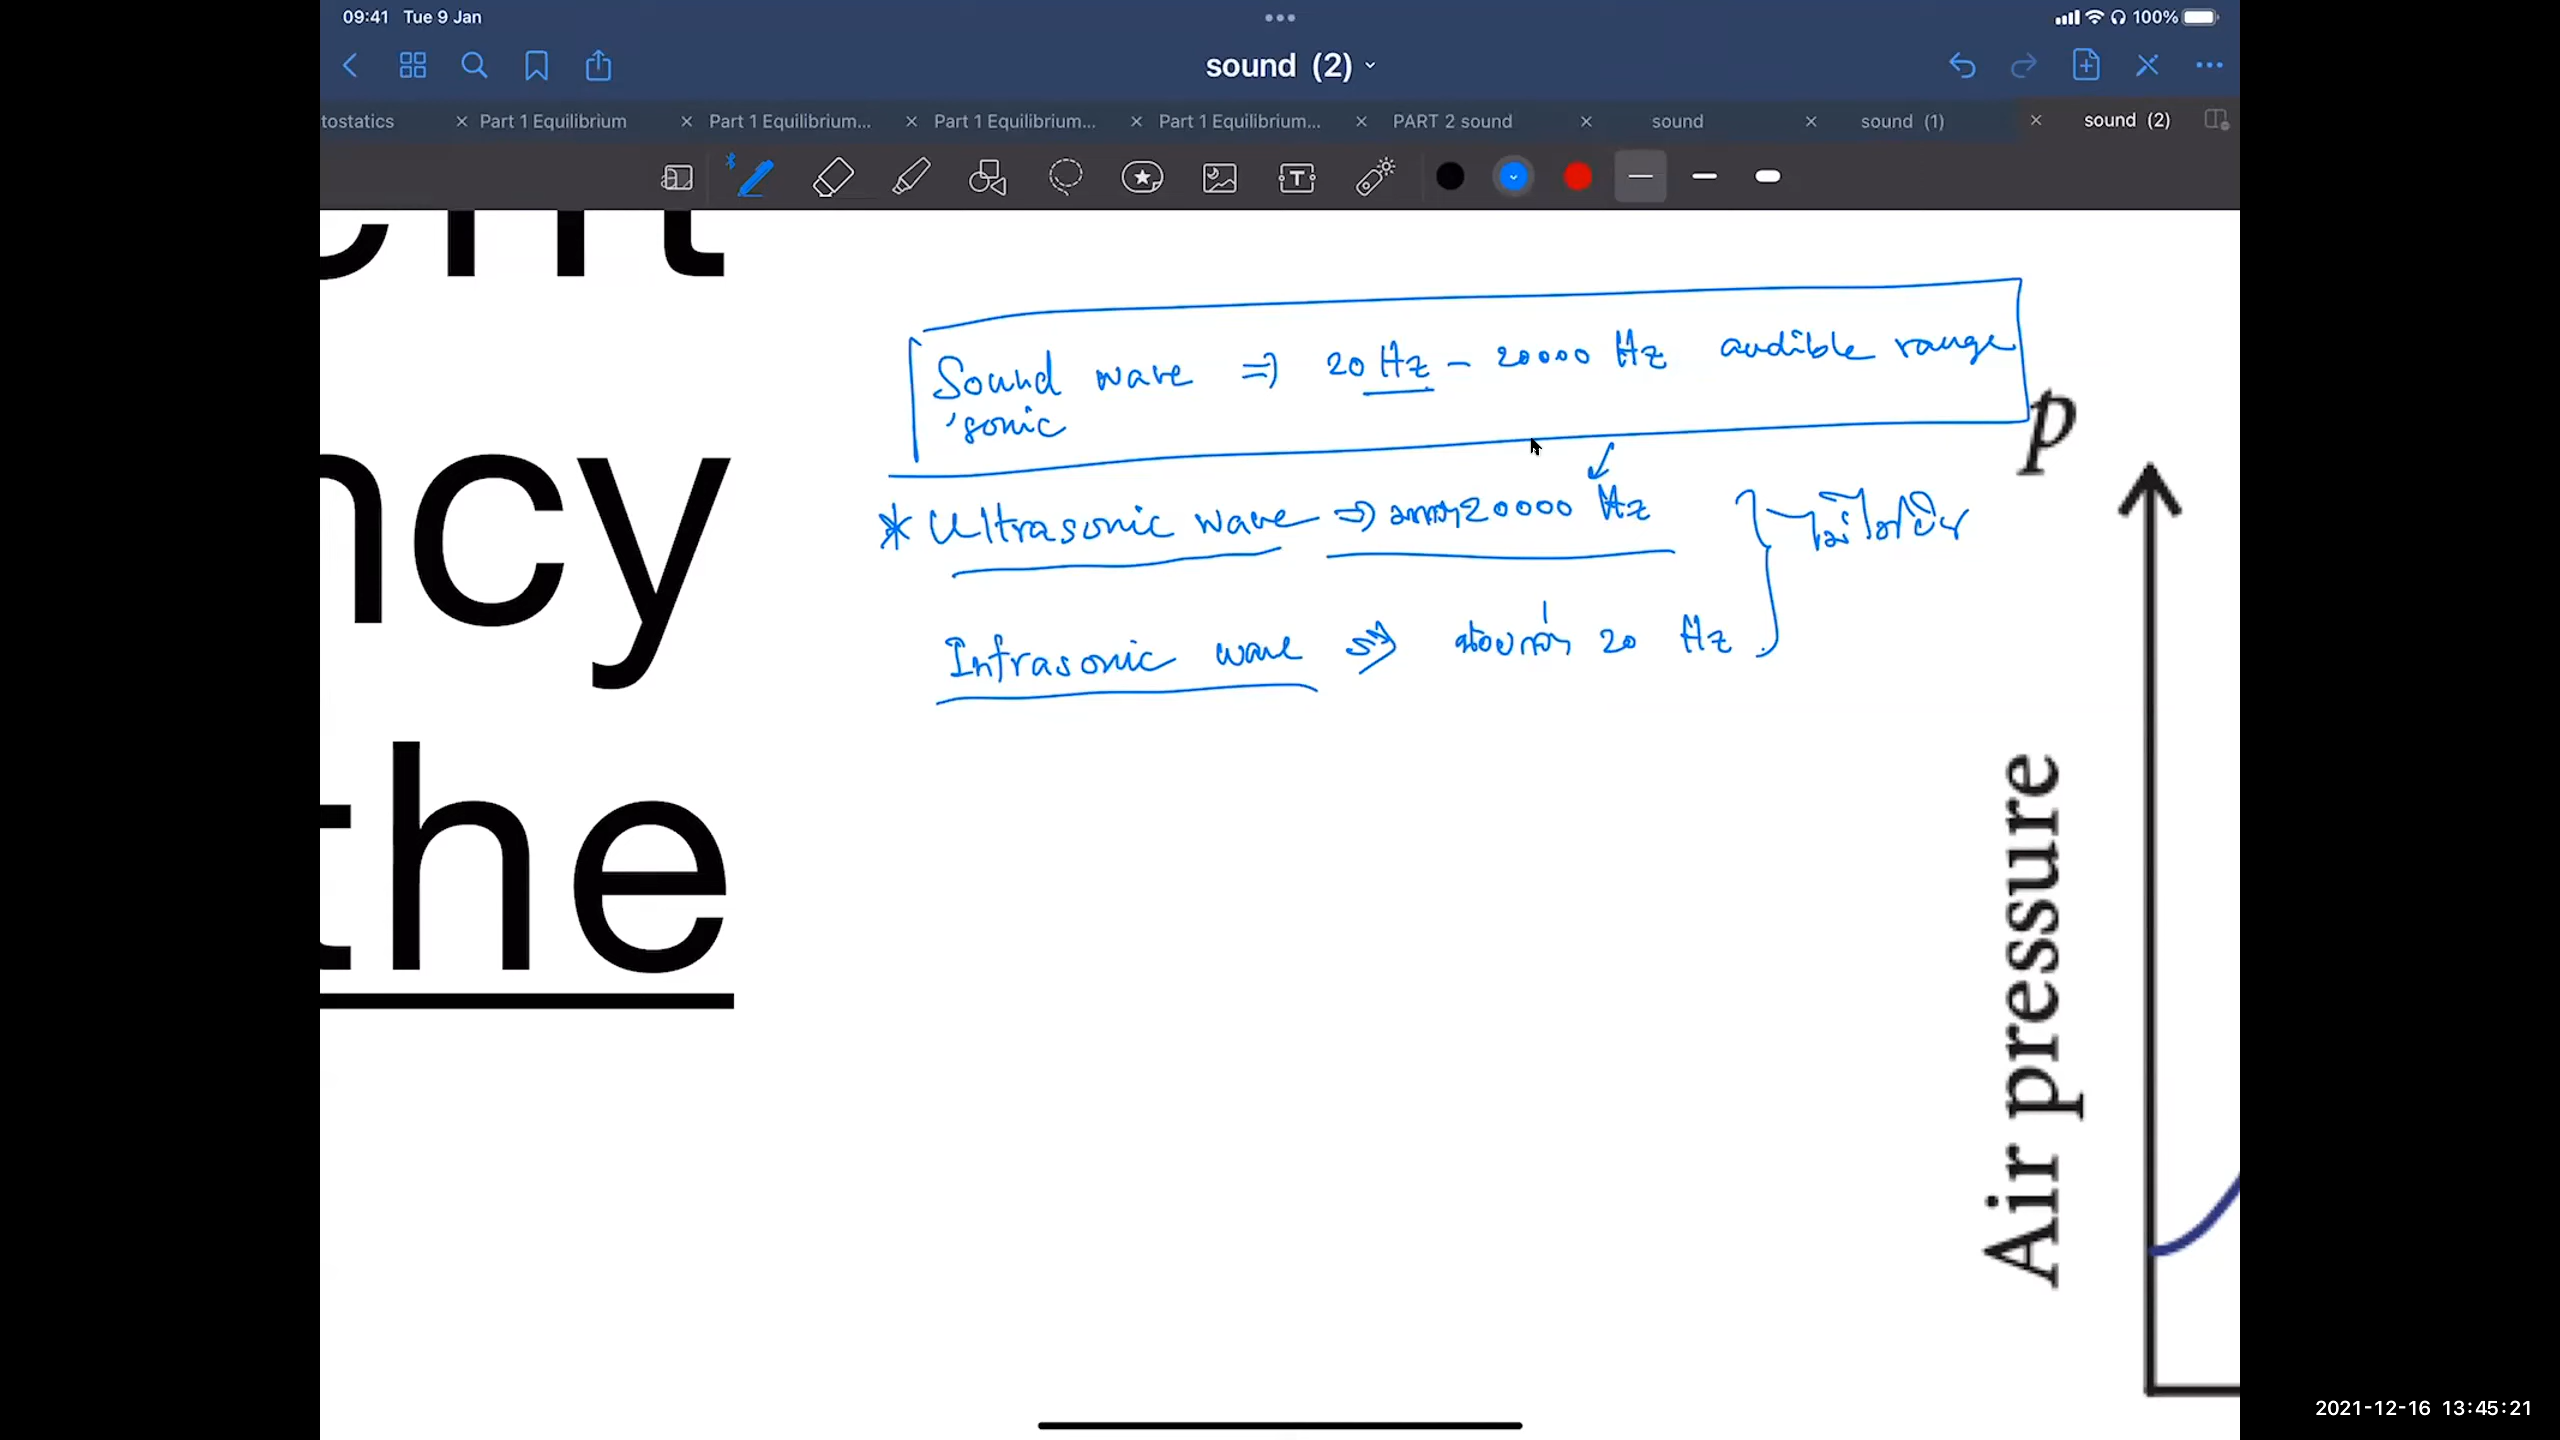 09:41 Tue 9 Jan
100%
sound (2)
tostatics
Part 1 Equilibrium
Part 1 Equilibrium...
Part 1 Equilibrium...
Part 1 Equilibrium...
PART 2 sound
sound
sound (1)
sound (2)
ent
ncy
the
Sound wave ⇒ 20 Hz - 20000 Hz audible range
'sonic
* Ultrasonic wave ⇒ มากกว่า 20000 Hz
Infrasonic wave ⇒ น้อยกว่า 20 Hz
ไม่ได้ยิน
p
Air pressure
2021-12-16 13:45:21